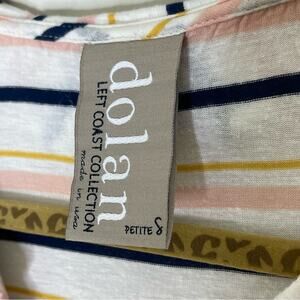 dolan
LEFT COAST COLLECTION
made in usa
PETITE S